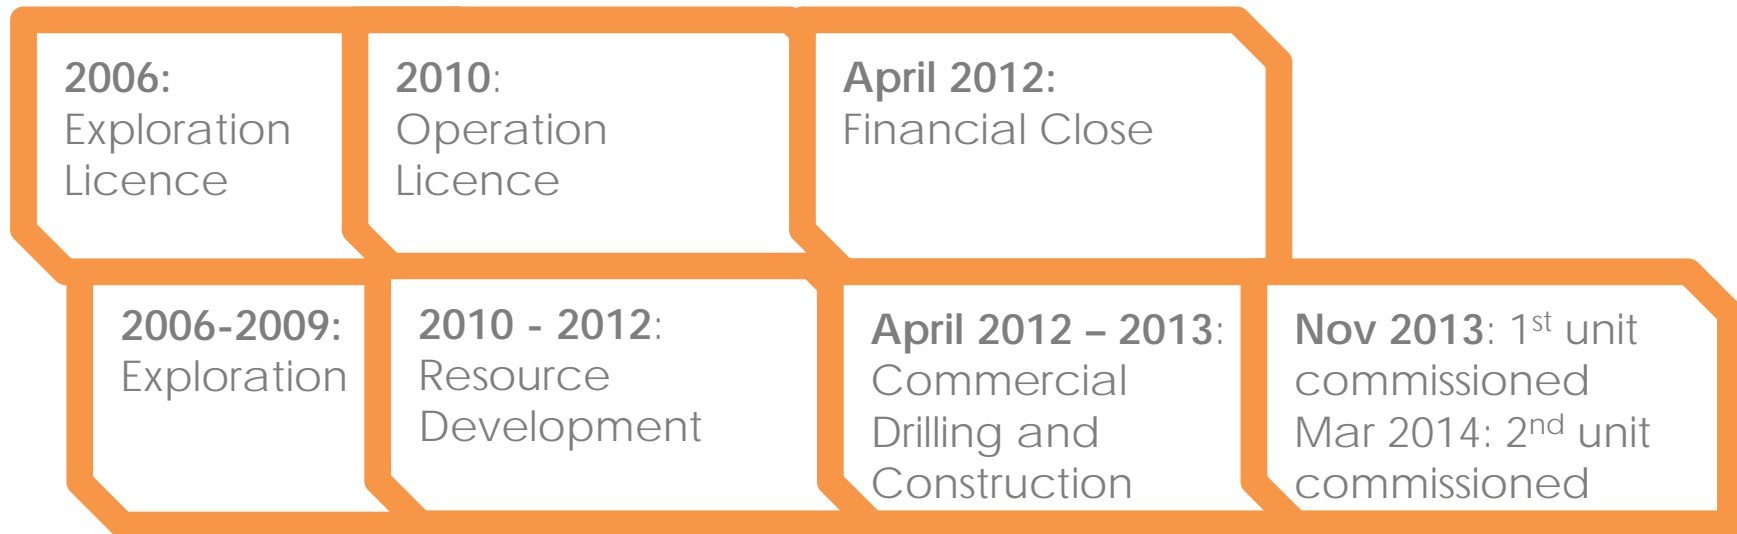 2006:
Exploration
Licence
2010:
Operation
Licence
April 2012:
Financial Close
2006-2009:
Exploration
2010 - 2012:
Resource
Development
April 2012 – 2013:
Commercial
Drilling and
Construction
Nov 2013: 1st unit
commissioned
Mar 2014: 2nd unit
commissioned